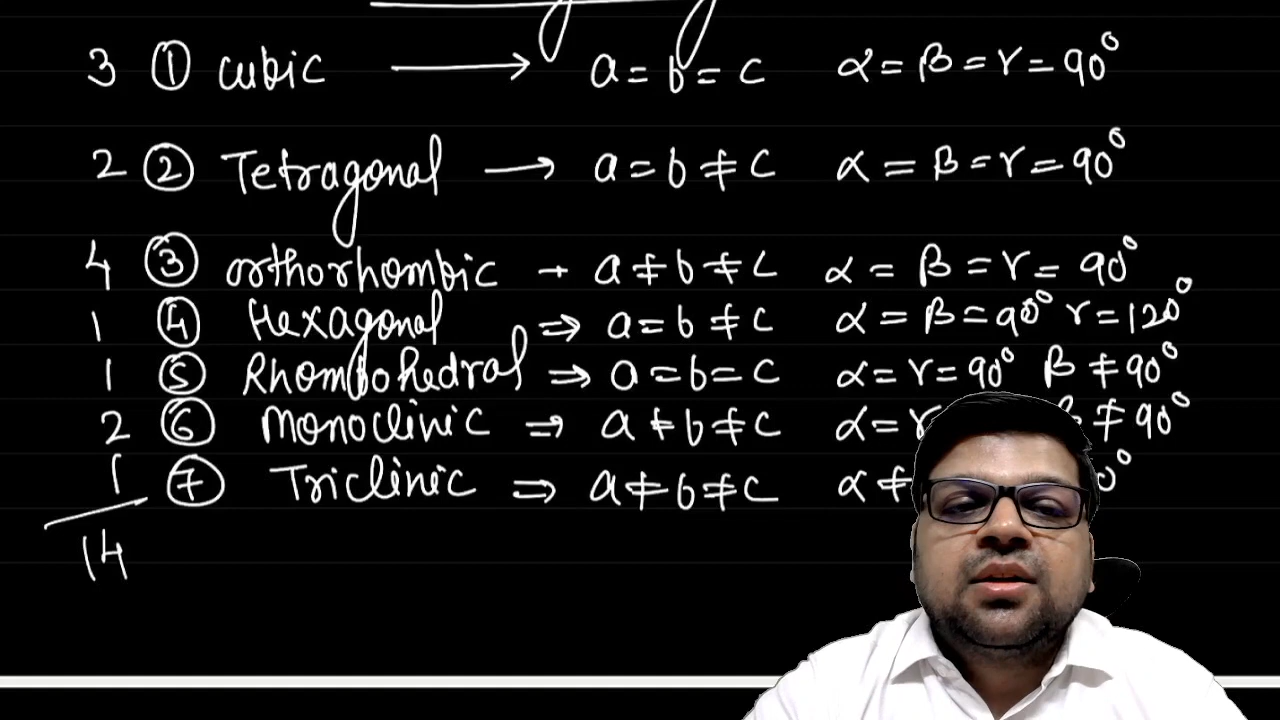 3 ① cubic → a = b = c α = β = γ = 90°
2 ② Tetragonal → a = b ≠ c α = β = γ = 90°
4 ③ orthorhombic → a ≠ b ≠ c α = β = γ = 90°
1 ④ Hexagonal ⇒ a = b ≠ c α = β = 90° γ = 120°
1 ⑤ Rhombohedral ⇒ a = b = c α = γ = 90° β ≠ 90°
2 ⑥ Monoclinic ⇒ a ≠ b ≠ c α = γ ≠ 90°
1 ⑦ Triclinic ⇒ a ≠ b ≠ c α ≠
14